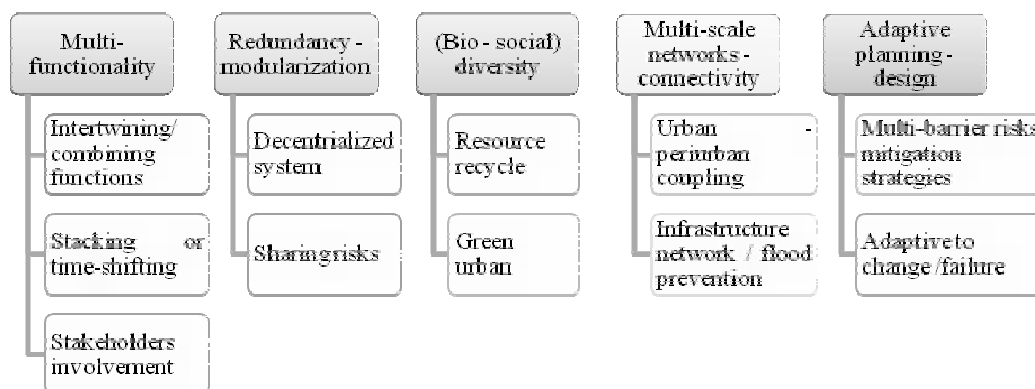 Multi-
functionality
Intertwining/
combining
functions
Stacking or
time-shifting
Stakeholders
involvement
Redundancy -
modularization
Decentrialized
system
Sharing risks
(Bio - social)
diversity
Resource
recycle
Green
urban
Multi-scale
networks -
connectivity
Urban -
periurban
coupling
Infrastructure
network / flood
prevention
Adaptive
planning -
design
Multi-barrier risks
mitigation
strategies
Adaptive to
change /failure